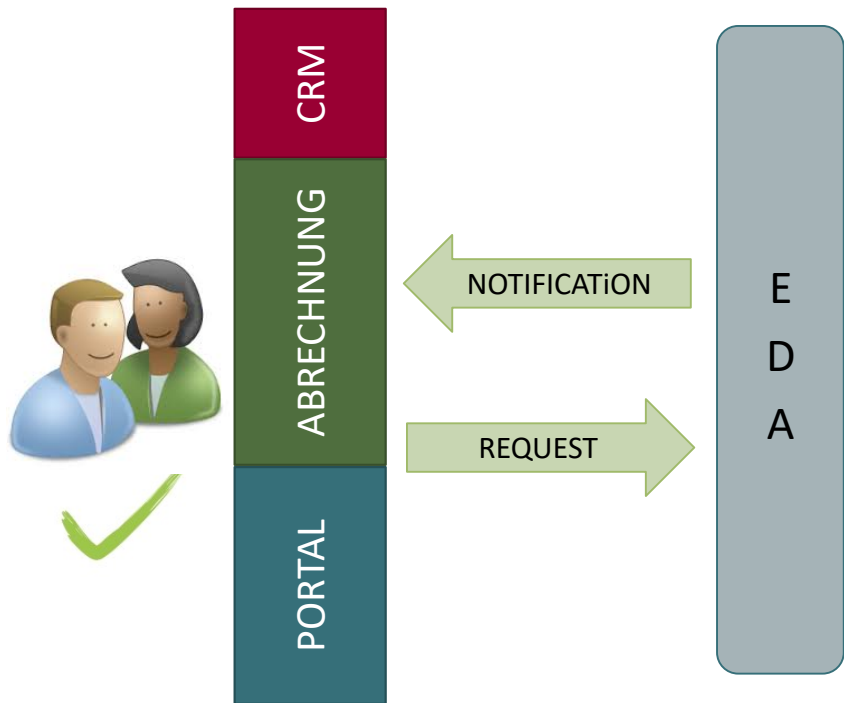 CRM
ABRECHNUNG
PORTAL
NOTIFICATiON
REQUEST
E
D
A